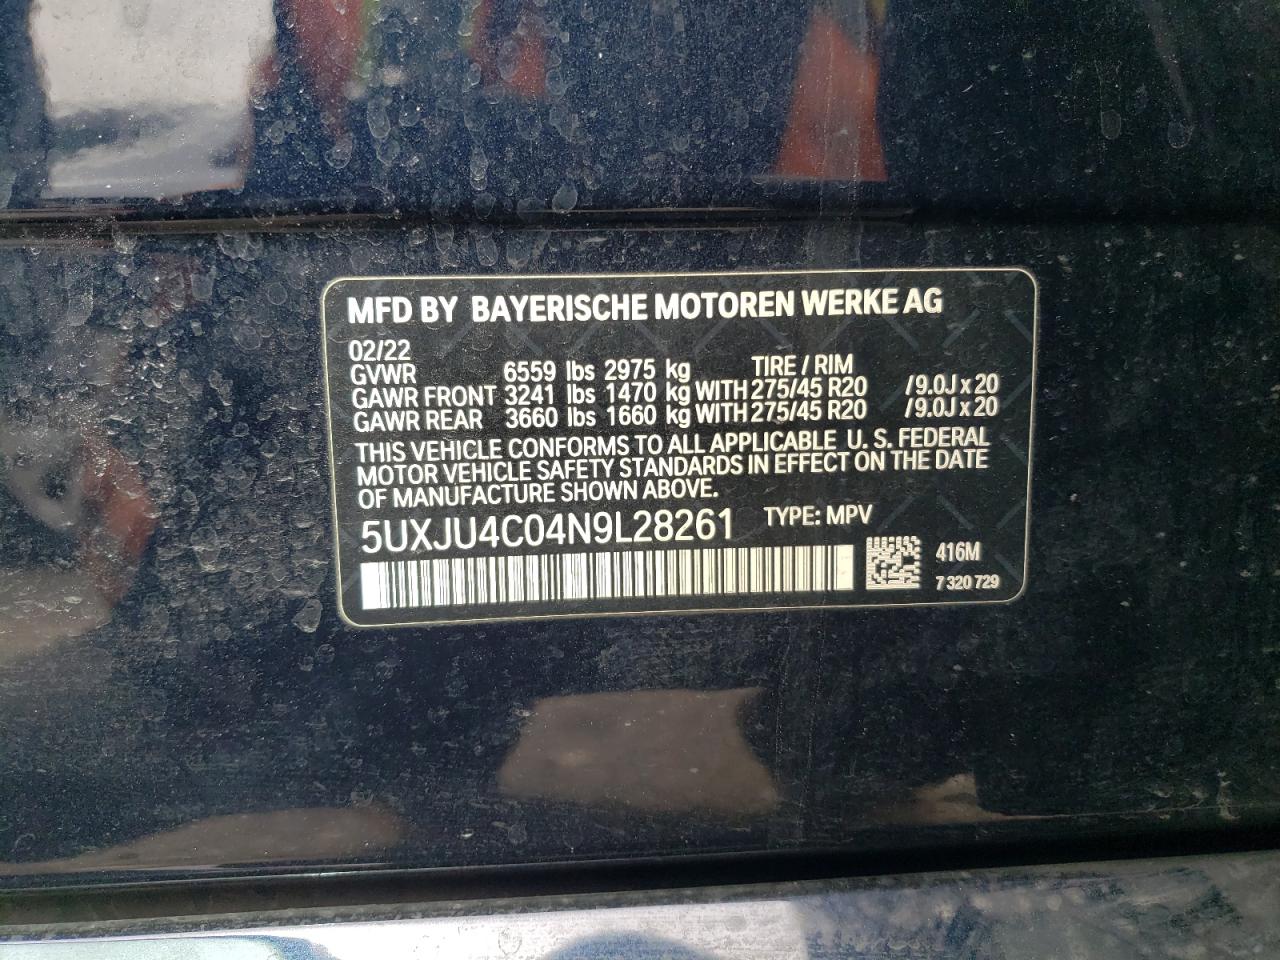 MFD BY BAYERISCHE MOTOREN WERKE AG
02/22
GVWR 6559 lbs 2975 kg TIRE / RIM
GAWR FRONT 3241 lbs 1470 kg WITH 275/45 R20 /9.0J x 20
GAWR REAR 3660 lbs 1660 kg WITH 275/45 R20 /9.0J x 20
THIS VEHICLE CONFORMS TO ALL APPLICABLE U. S. FEDERAL
MOTOR VEHICLE SAFETY STANDARDS IN EFFECT ON THE DATE
OF MANUFACTURE SHOWN ABOVE.
5UXJU4C04N9L28261 TYPE: MPV
416M
7 320 729